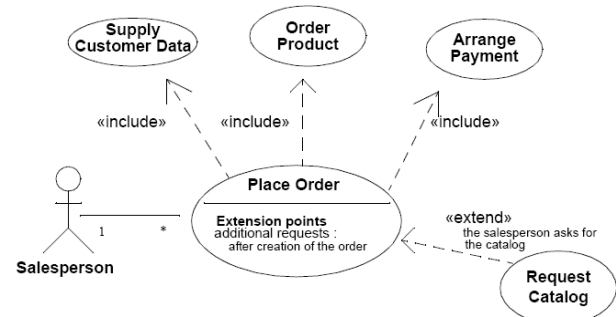 Supply
Customer Data
Order
Product
Arrange
Payment
«include»
«include»
«include»
Place Order
Extension points
additional requests :
after creation of the order
1
*
Salesperson
«extend»
the salesperson asks for
the catalog
Request
Catalog